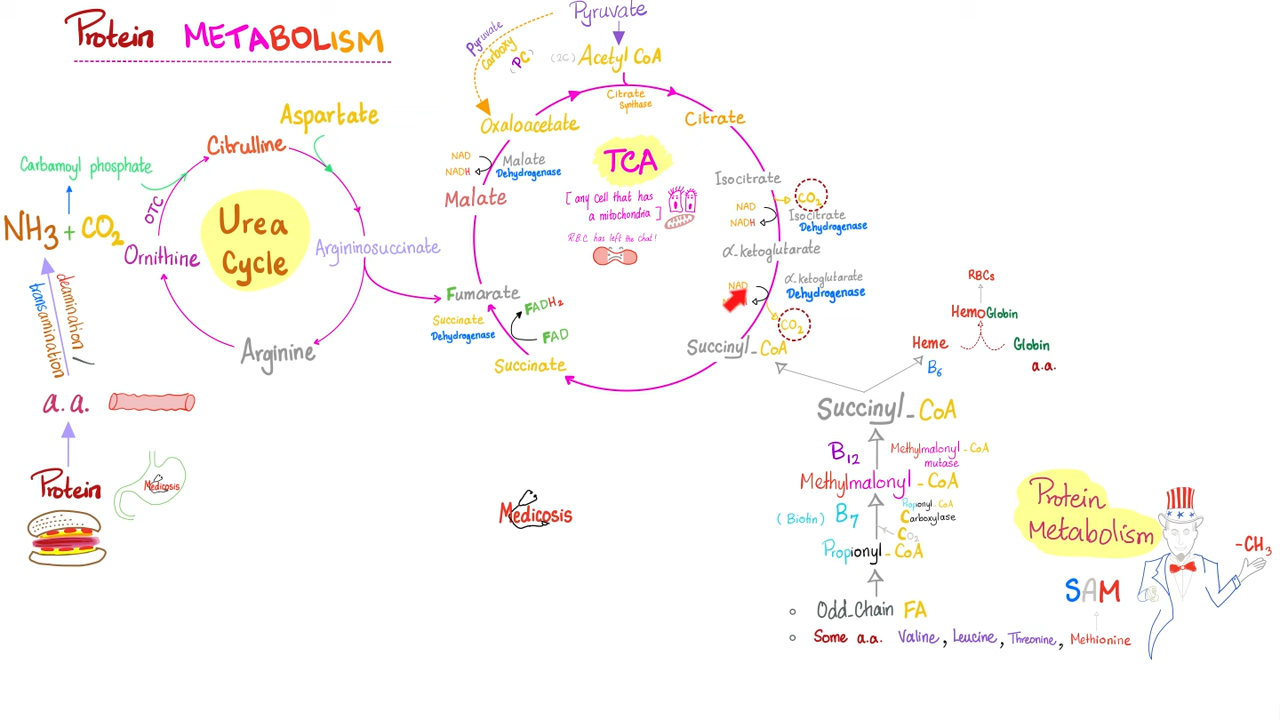 Protein METABOLISM
Pyruvate
Pyruvate
Carboxy
(PC)
(2C) Acetyl CoA
Citrate
Synthase
Oxaloacetate
Citrate
TCA
[any cell that has
a mitochondria]
R.B.C. has left the chat!
NAD
NADH
Malate
Dehydrogenase
Malate
Isocitrate
CO2
NAD
NADH
Isocitrate
Dehydrogenase
α-ketoglutarate
NAD
α-ketoglutarate
Dehydrogenase
CO2
Succinyl-CoA
Fumarate
Succinate
Dehydrogenase
FADH2
FAD
Succinate
Aspartate
Citrulline
Carbamoyl phosphate
OTC
NH3 + CO2
Urea
Cycle
Ornithine
Argininosuccinate
Arginine
deamination
transamination
a.a.
Protein
Medicosis
Medicosis
RBCs
HemoGlobin
Heme
Globin
B6
a.a.
Succinyl-CoA
B12
Methylmalonyl-CoA
mutase
Methylmalonyl-CoA
(Biotin) B7
Propionyl-CoA
Carboxylase
CO2
Propionyl-CoA
Odd_Chain FA
Some a.a. Valine, Leucine, Threonine, Methionine
Protein
Metabolism
-CH3
SAM